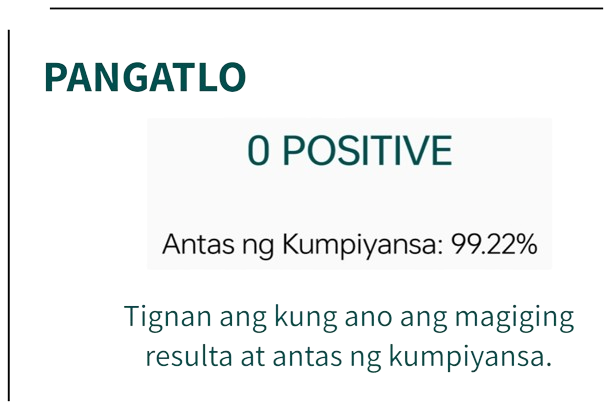 PANGATLO
0 POSITIVE
Antas ng Kumpiyansa: 99.22%
Tignan ang kung ano ang magiging
resulta at antas ng kumpiyansa.